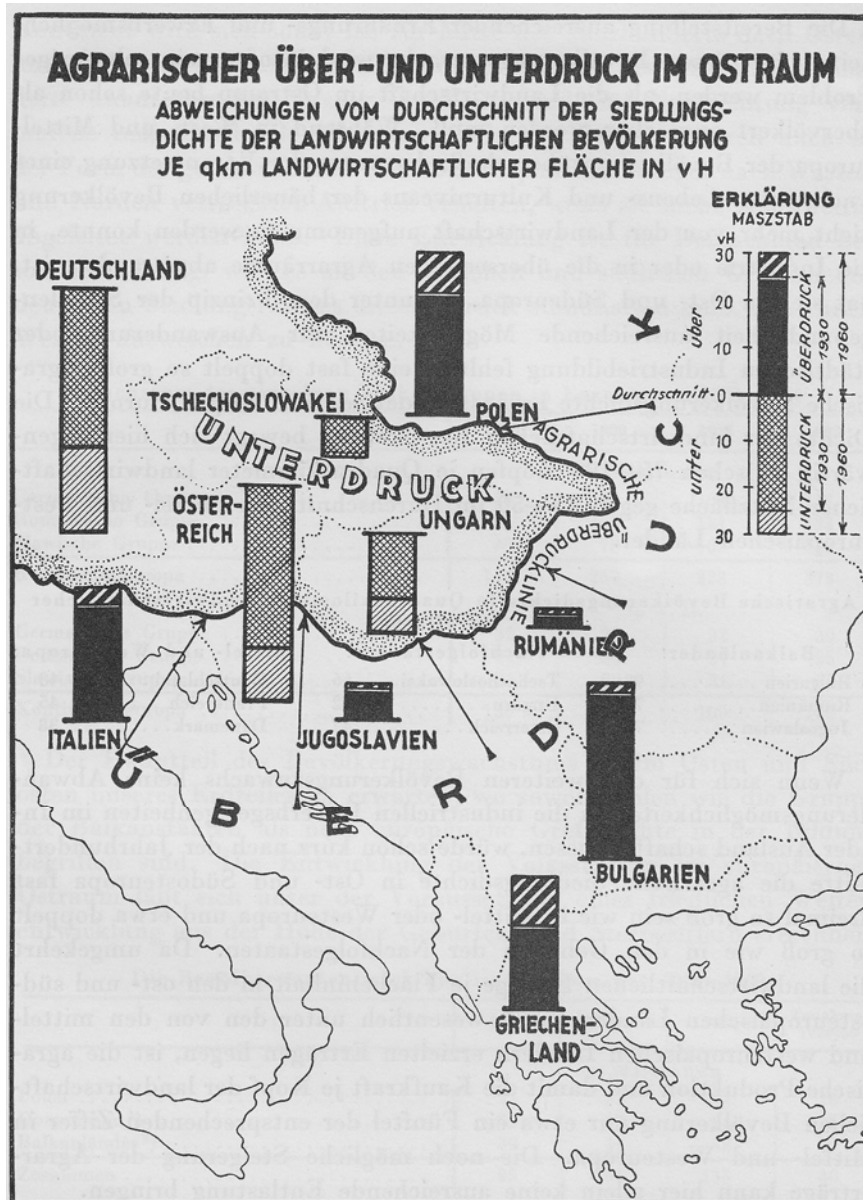 AGRARISCHER ÜBER-UND UNTERDRUCK IM OSTRAUM
ABWEICHUNGEN VOM DURCHSCHNITT DER SIEDLUNGS-
DICHTE DER LANDWIRTSCHAFTLICHEN BEVÖLKERUNG
JE qkm LANDWIRTSCHAFTLICHER FLÄCHE IN vH
ERKLÄRUNG
MASZSTAB
vH
30
20
10
Durchschnitt
0
10
20
30
über
unter
ÜBERDRUCK
1930
1960
UNTERDRUCK
1930
1960
DEUTSCHLAND
TSCHECHOSLOWAKEI
POLEN
UNTERDRUCK
AGRARISCHE
ÜBERDRUCKLINIE
ÖSTER-
REICH
UNGARN
RUMÄNIEN
ITALIEN
JUGOSLAVIEN
ÜBERDRUCK
BULGARIEN
GRIECHEN-
LAND